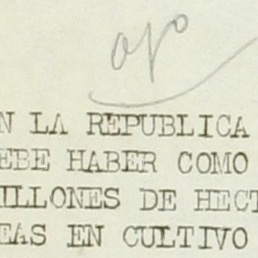 ojo
N LA REPUBLICA
EBE HABER COMO
ILLONES DE HECT
EAS EN CULTIVO